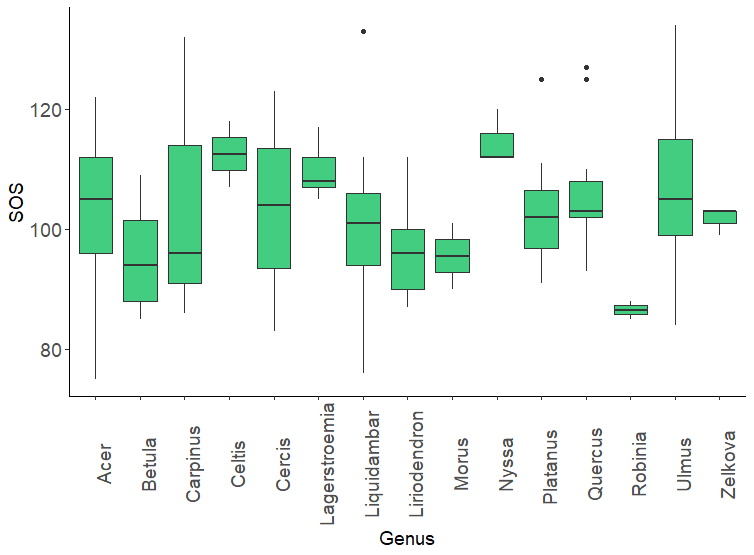 SOS
120
100
80
Acer
Betula
Carpinus
Celtis
Cercis
Lagerstroemia
Liquidambar
Liriodendron
Morus
Nyssa
Platanus
Quercus
Robinia
Ulmus
Zelkova
Genus